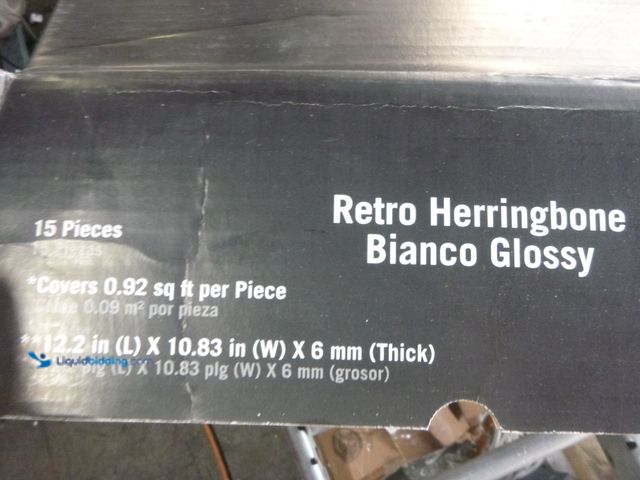 Retro Herringbone
Bianco Glossy
15 Pieces
*Covers 0.92 sq ft per Piece
0.09 m² por pieza
**12.2 in (L) X 10.83 in (W) X 6 mm (Thick)
plg (L) X 10.83 plg (W) X 6 mm (grosor)
Liquidbidding.com